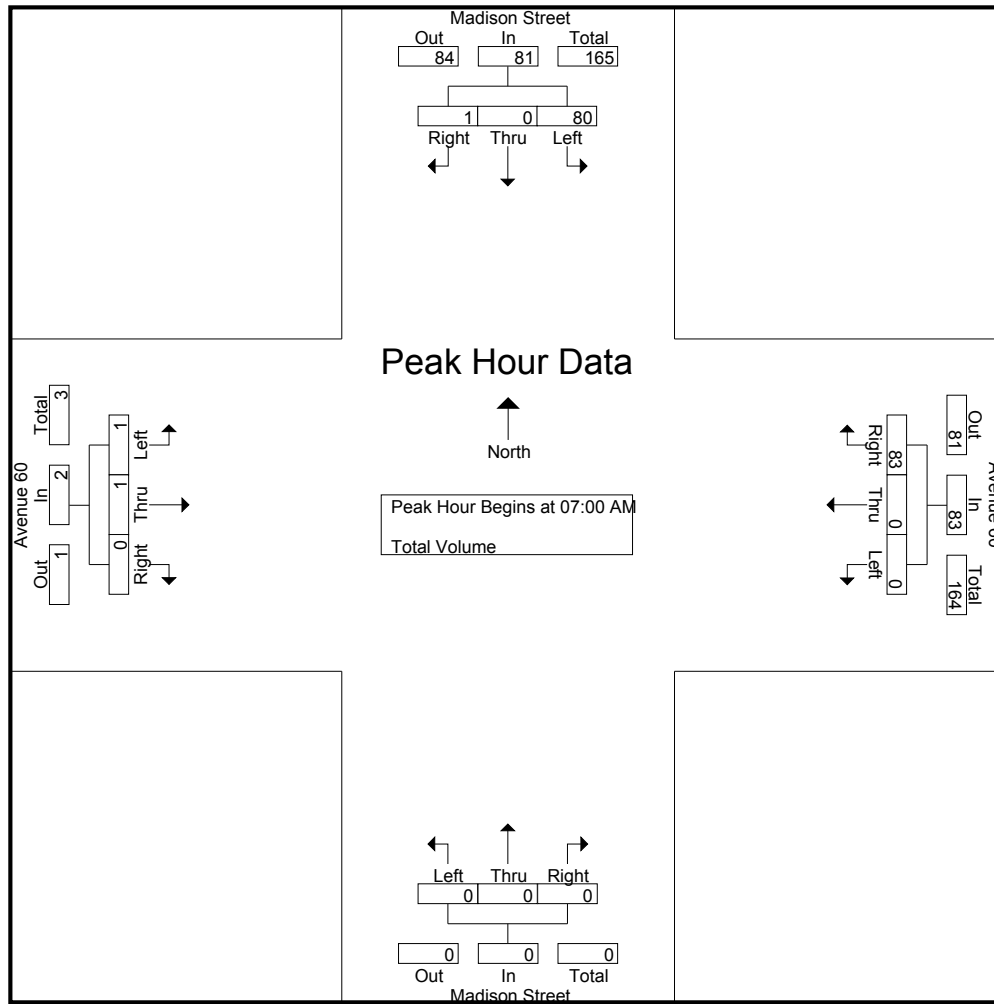 Madison Street
Out In Total
84 81 165
1 0 80
Right Thru Left
Peak Hour Data
North
Peak Hour Begins at 07:00 AM
Total Volume
Avenue 60
Out In Total
1 2 3
Right Thru Left
0 1 1
Right Thru Left
83 0 0
Out In Total
81 83 164
Avenue 60
Left Thru Right
0 0 0
0 0 0
Out In Total
Madison Street